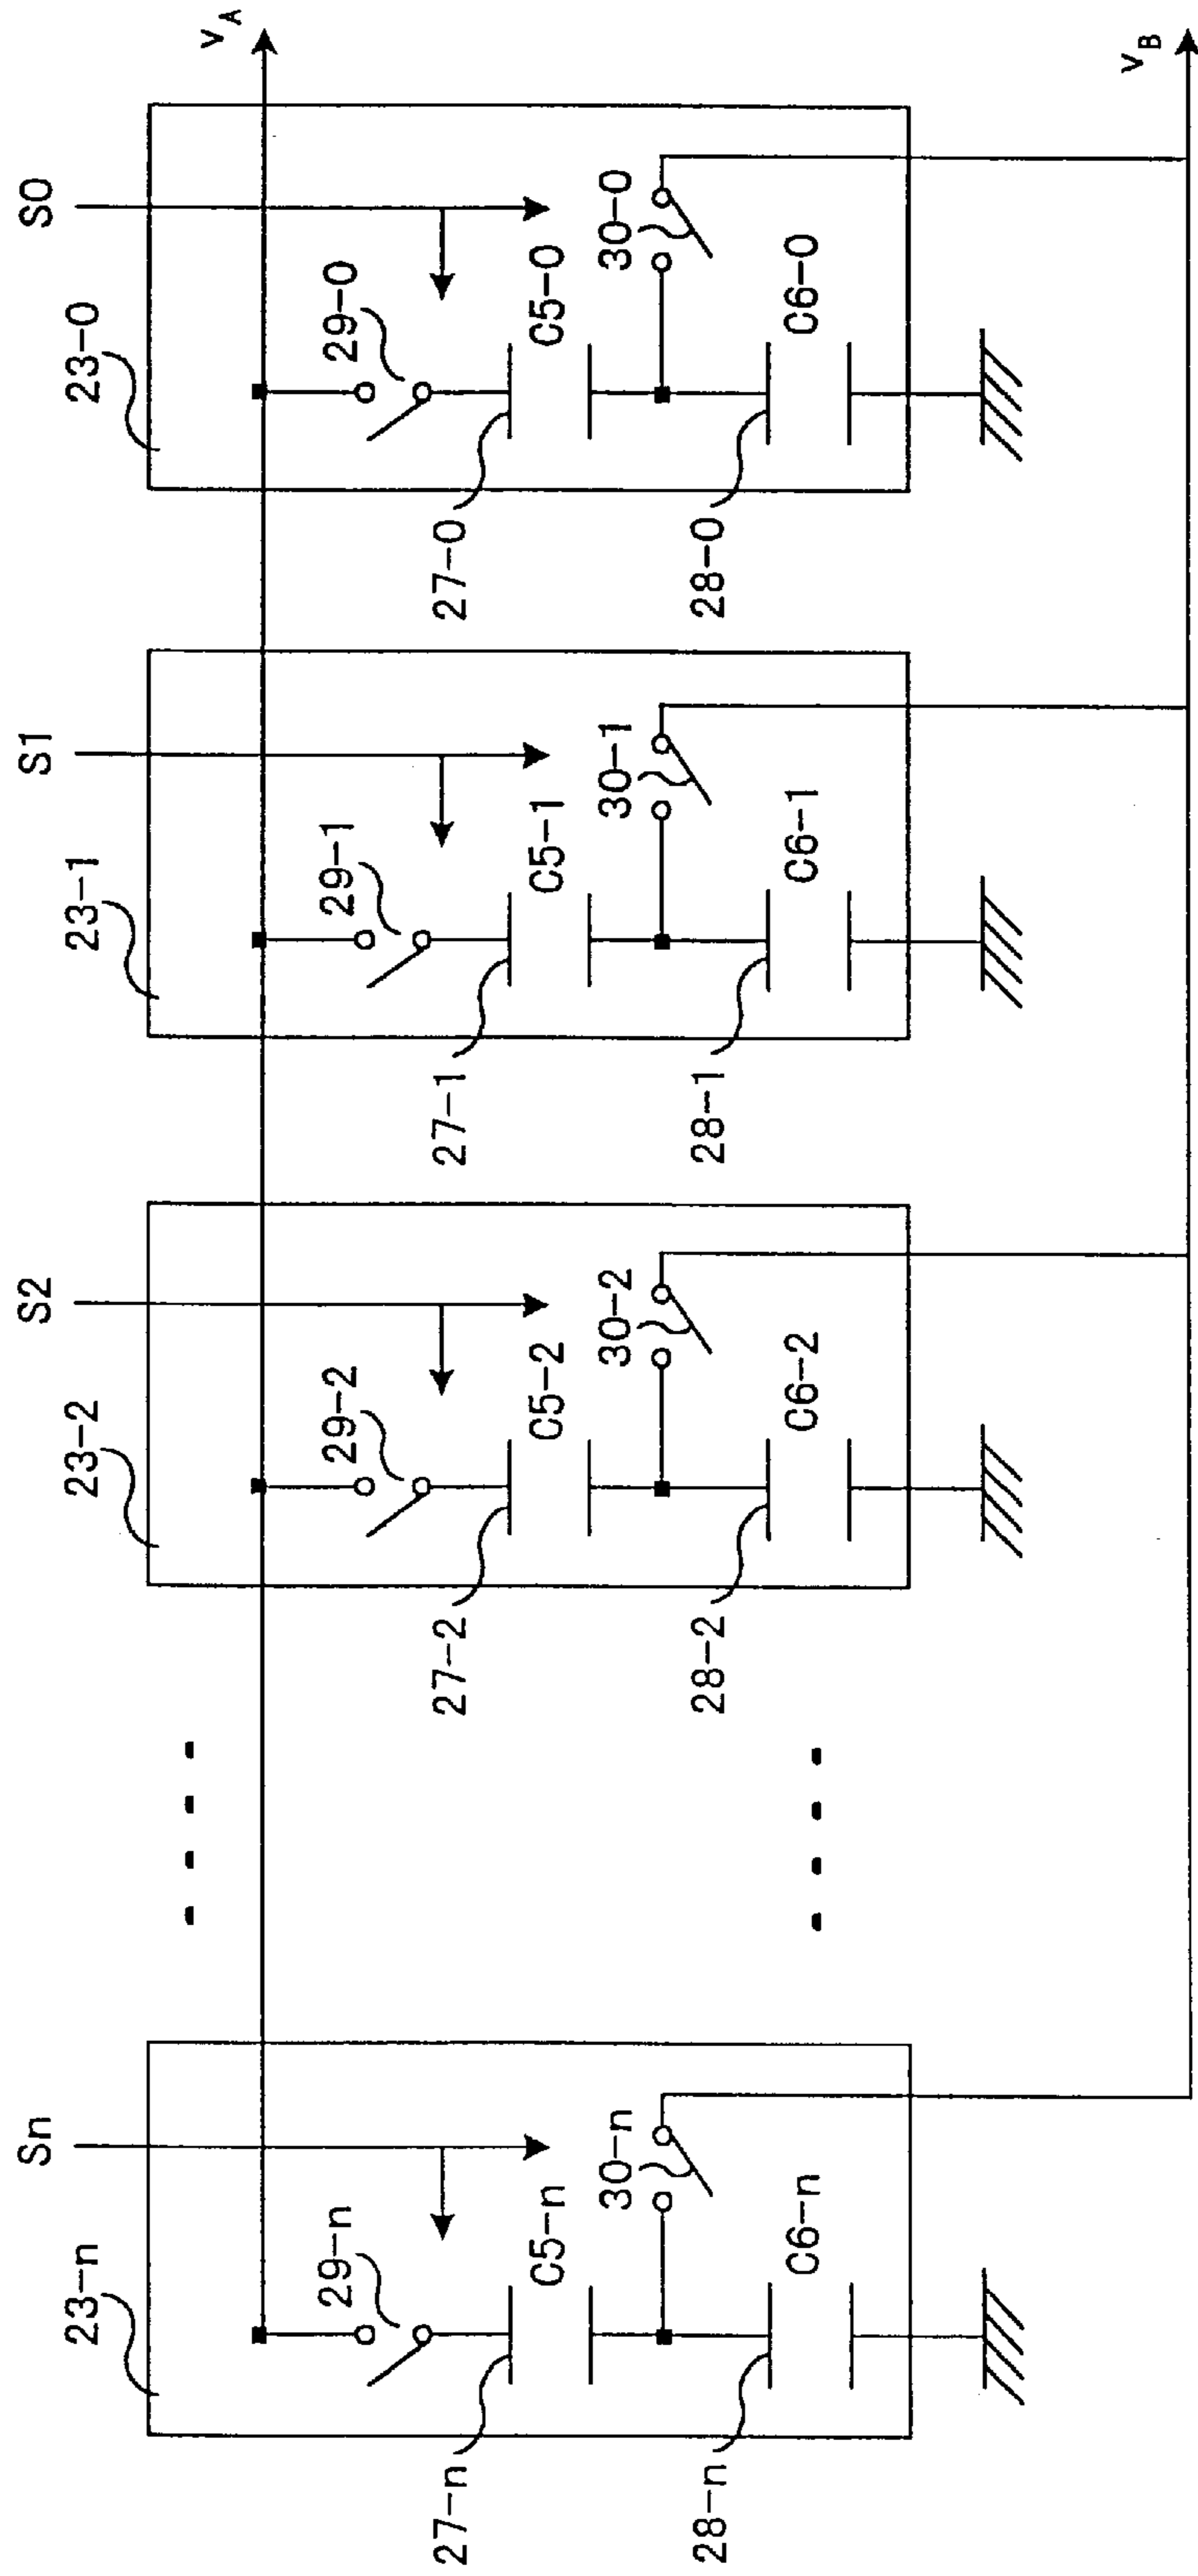 Sn
S2
S1
S0
23-n
23-2
23-1
23-0
VA
29-n
29-2
29-1
29-0
27-n
C5-n
27-2
C5-2
27-1
C5-1
27-0
C5-0
30-n
30-2
30-1
30-0
28-n
C6-n
28-2
C6-2
28-1
C6-1
28-0
C6-0
VB